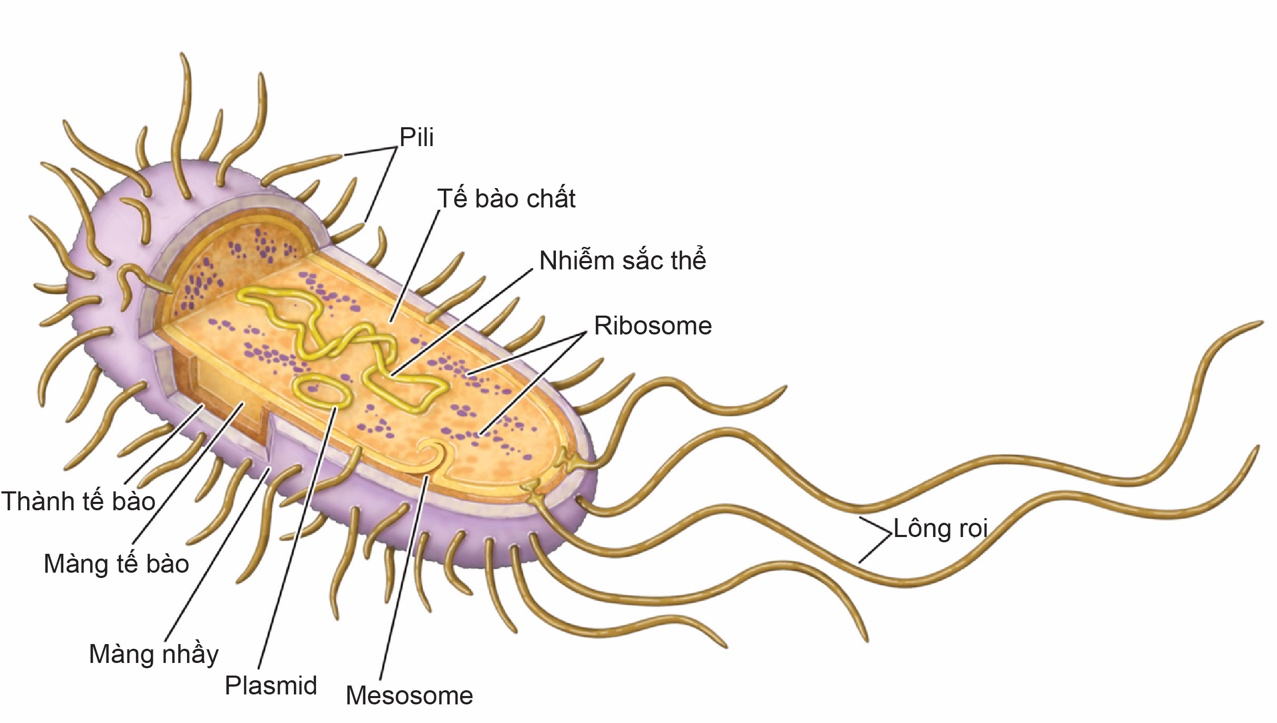 Pili
Tế bào chất
Nhiễm sắc thể
Ribosome
Thành tế bào
Lông roi
Màng tế bào
Màng nhầy
Plasmid
Mesosome